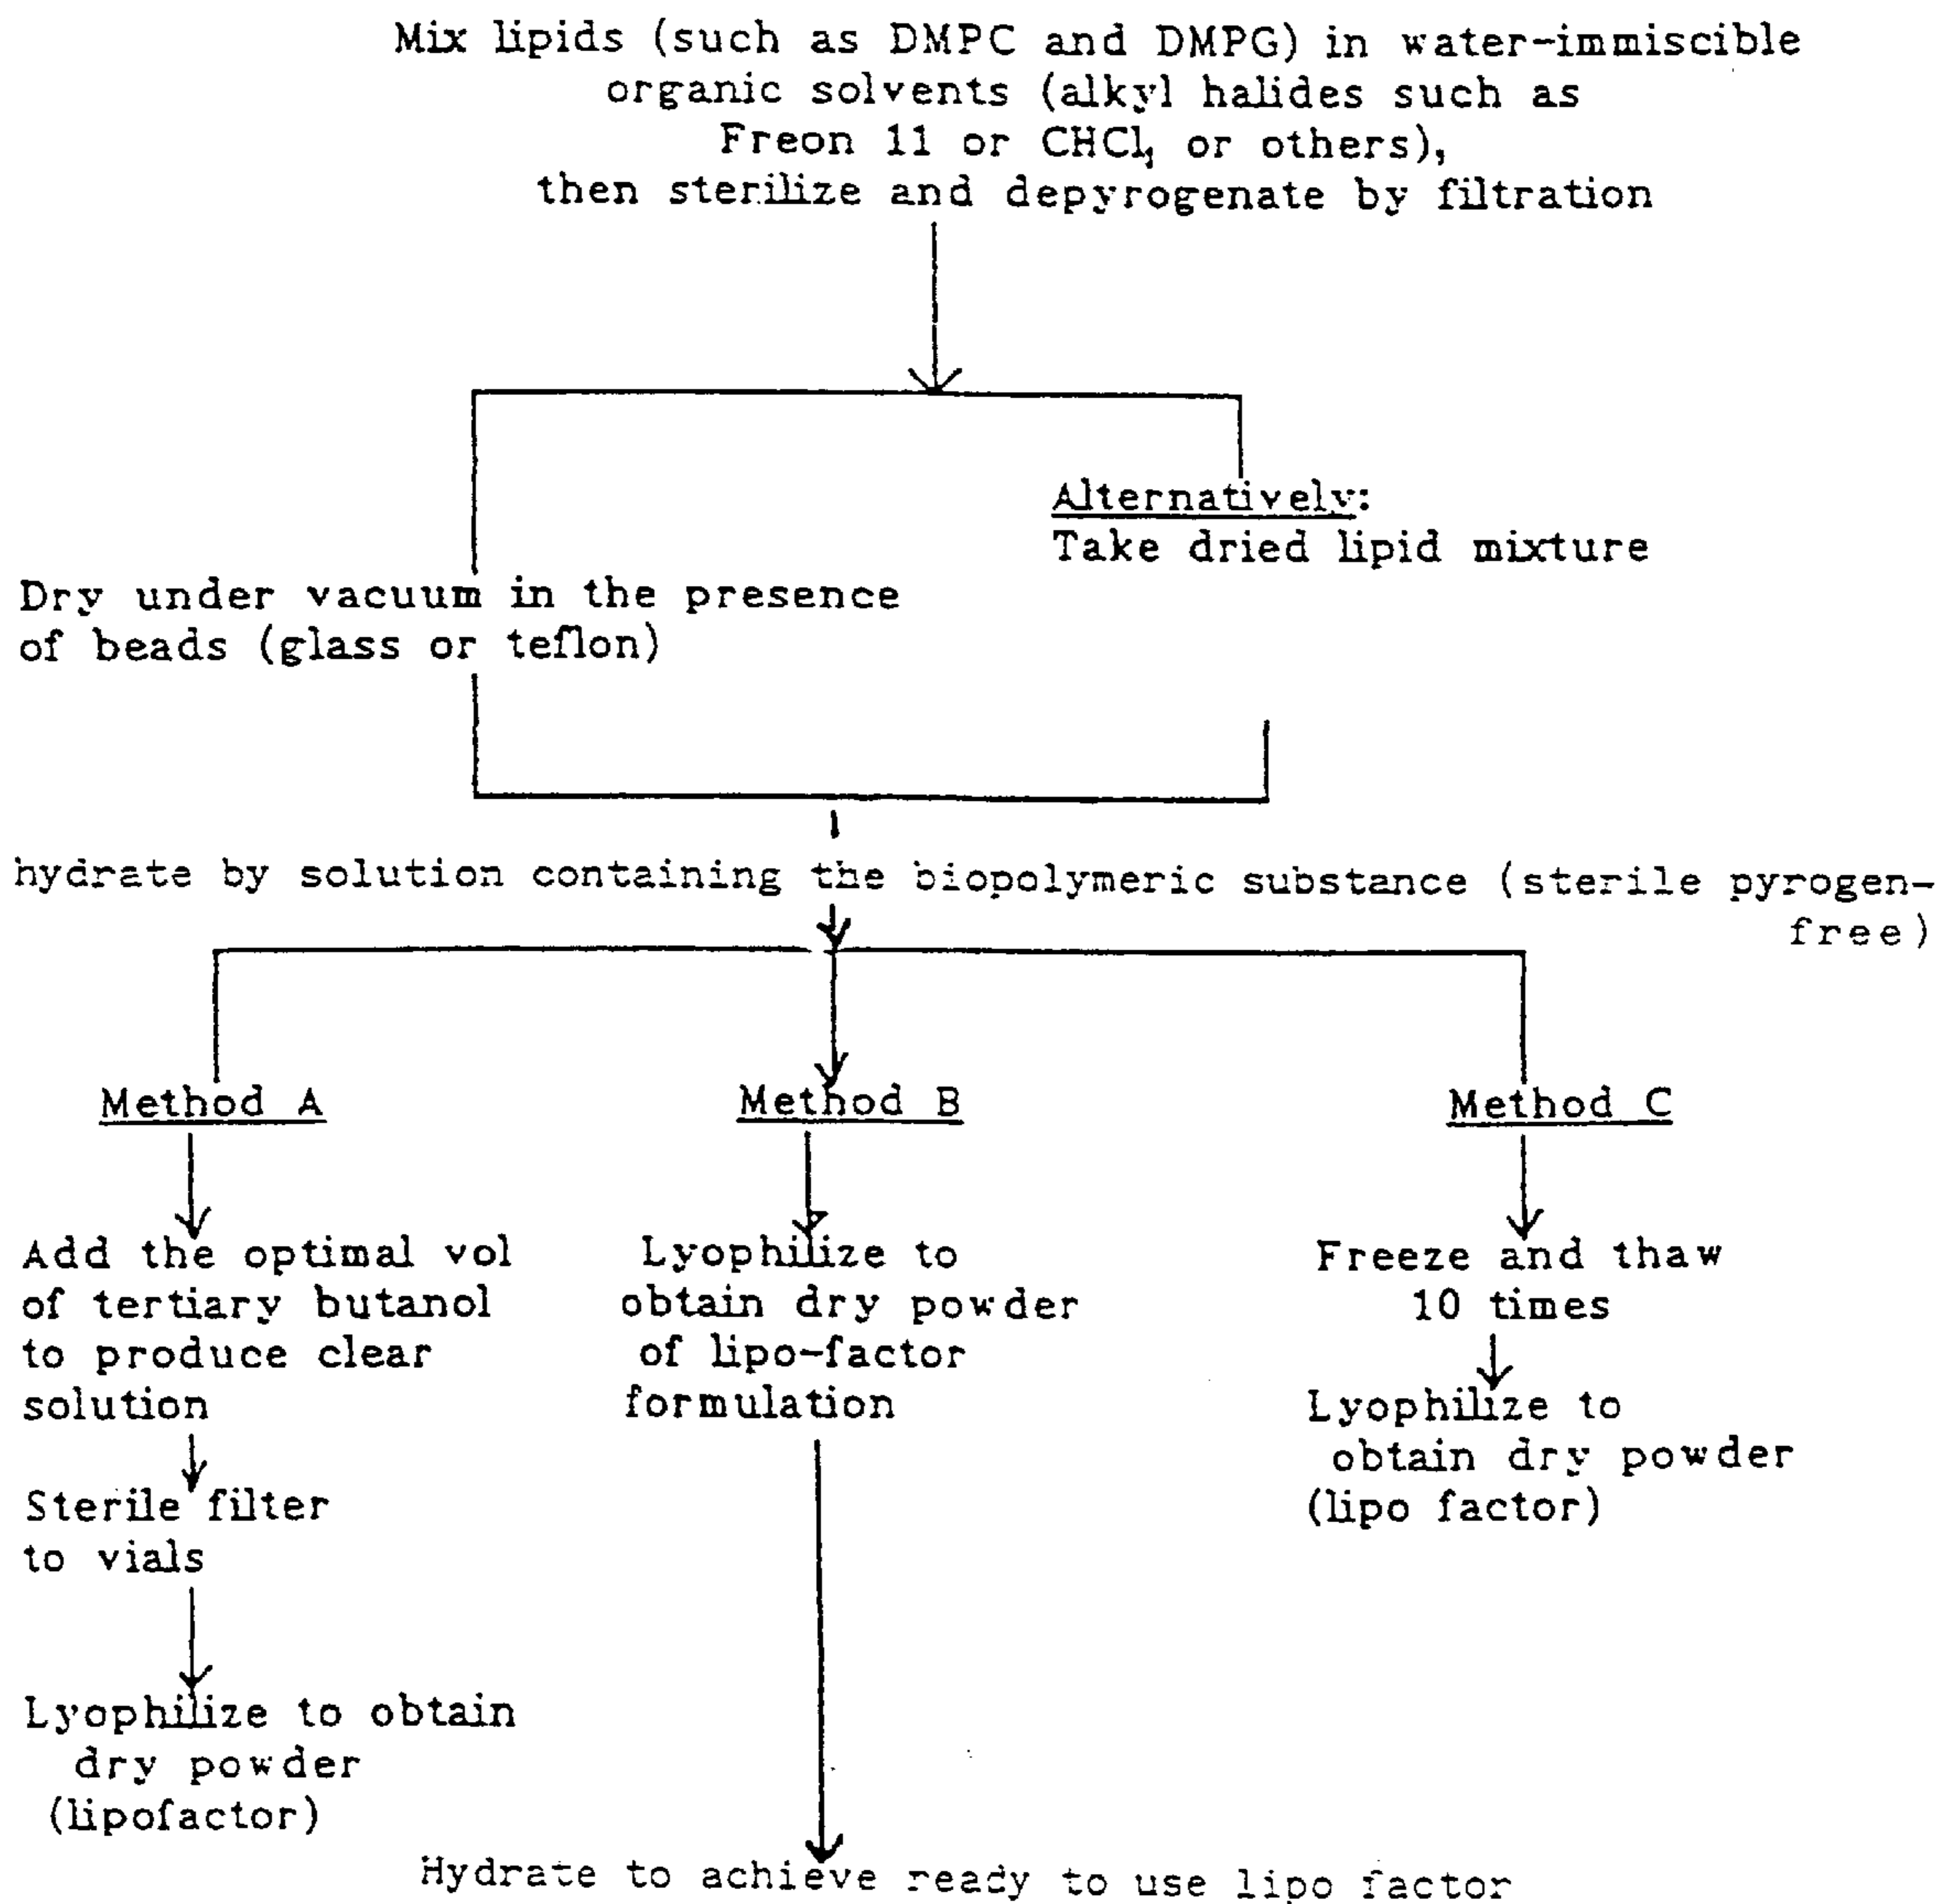 Mix lipids (such as DMPC and DMPG) in water-immiscible
organic solvents (alkyl halides such as
Freon 11 or CHCl, or others),
then sterilize and depyrogenate by filtration
Alternatively:
Take dried lipid mixture
Dry under vacuum in the presence
of beads (glass or teflon)
hydrate by solution containing the biopolymeric substance (sterile pyrogen-
free)
Method A
Add the optimal vol
of tertiary butanol
to produce clear
solution
Sterile filter
to vials
Lyophilize to obtain
dry powder
(lipofactor)
Method B
Lyophilize to
obtain dry powder
of lipo-factor
formulation
Method C
Freeze and thaw
10 times
Lyophilize to
obtain dry powder
(lipo factor)
Hydrate to achieve ready to use lipo factor